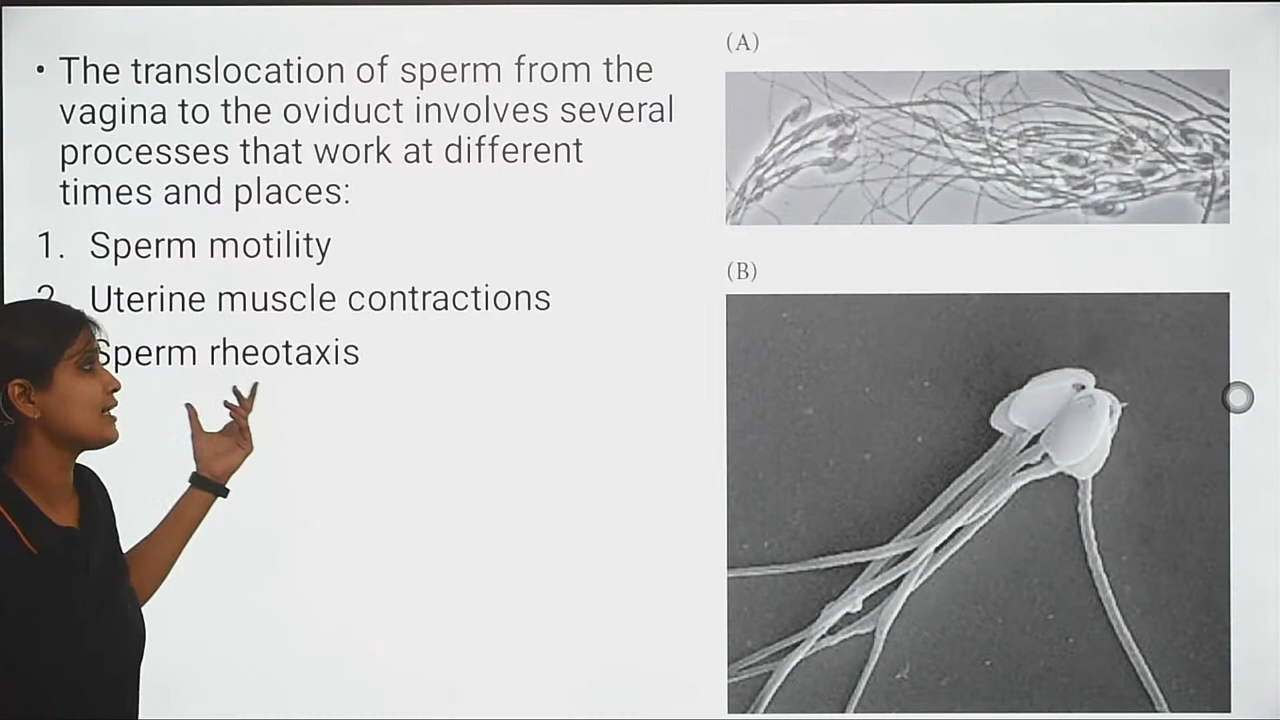 • The translocation of sperm from the
vagina to the oviduct involves several
processes that work at different
times and places:
1. Sperm motility
2. Uterine muscle contractions
Sperm rheotaxis
(A)
(B)